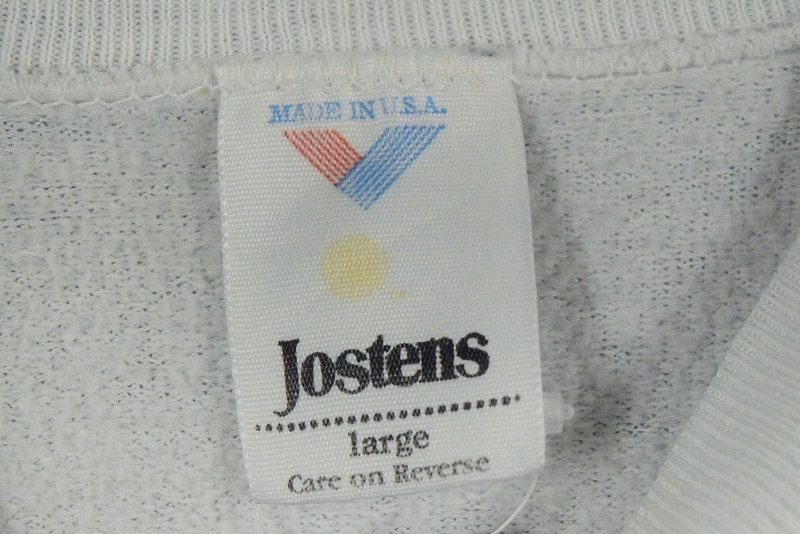 MADE IN U.S.A.
Jostens
large
Care on Reverse